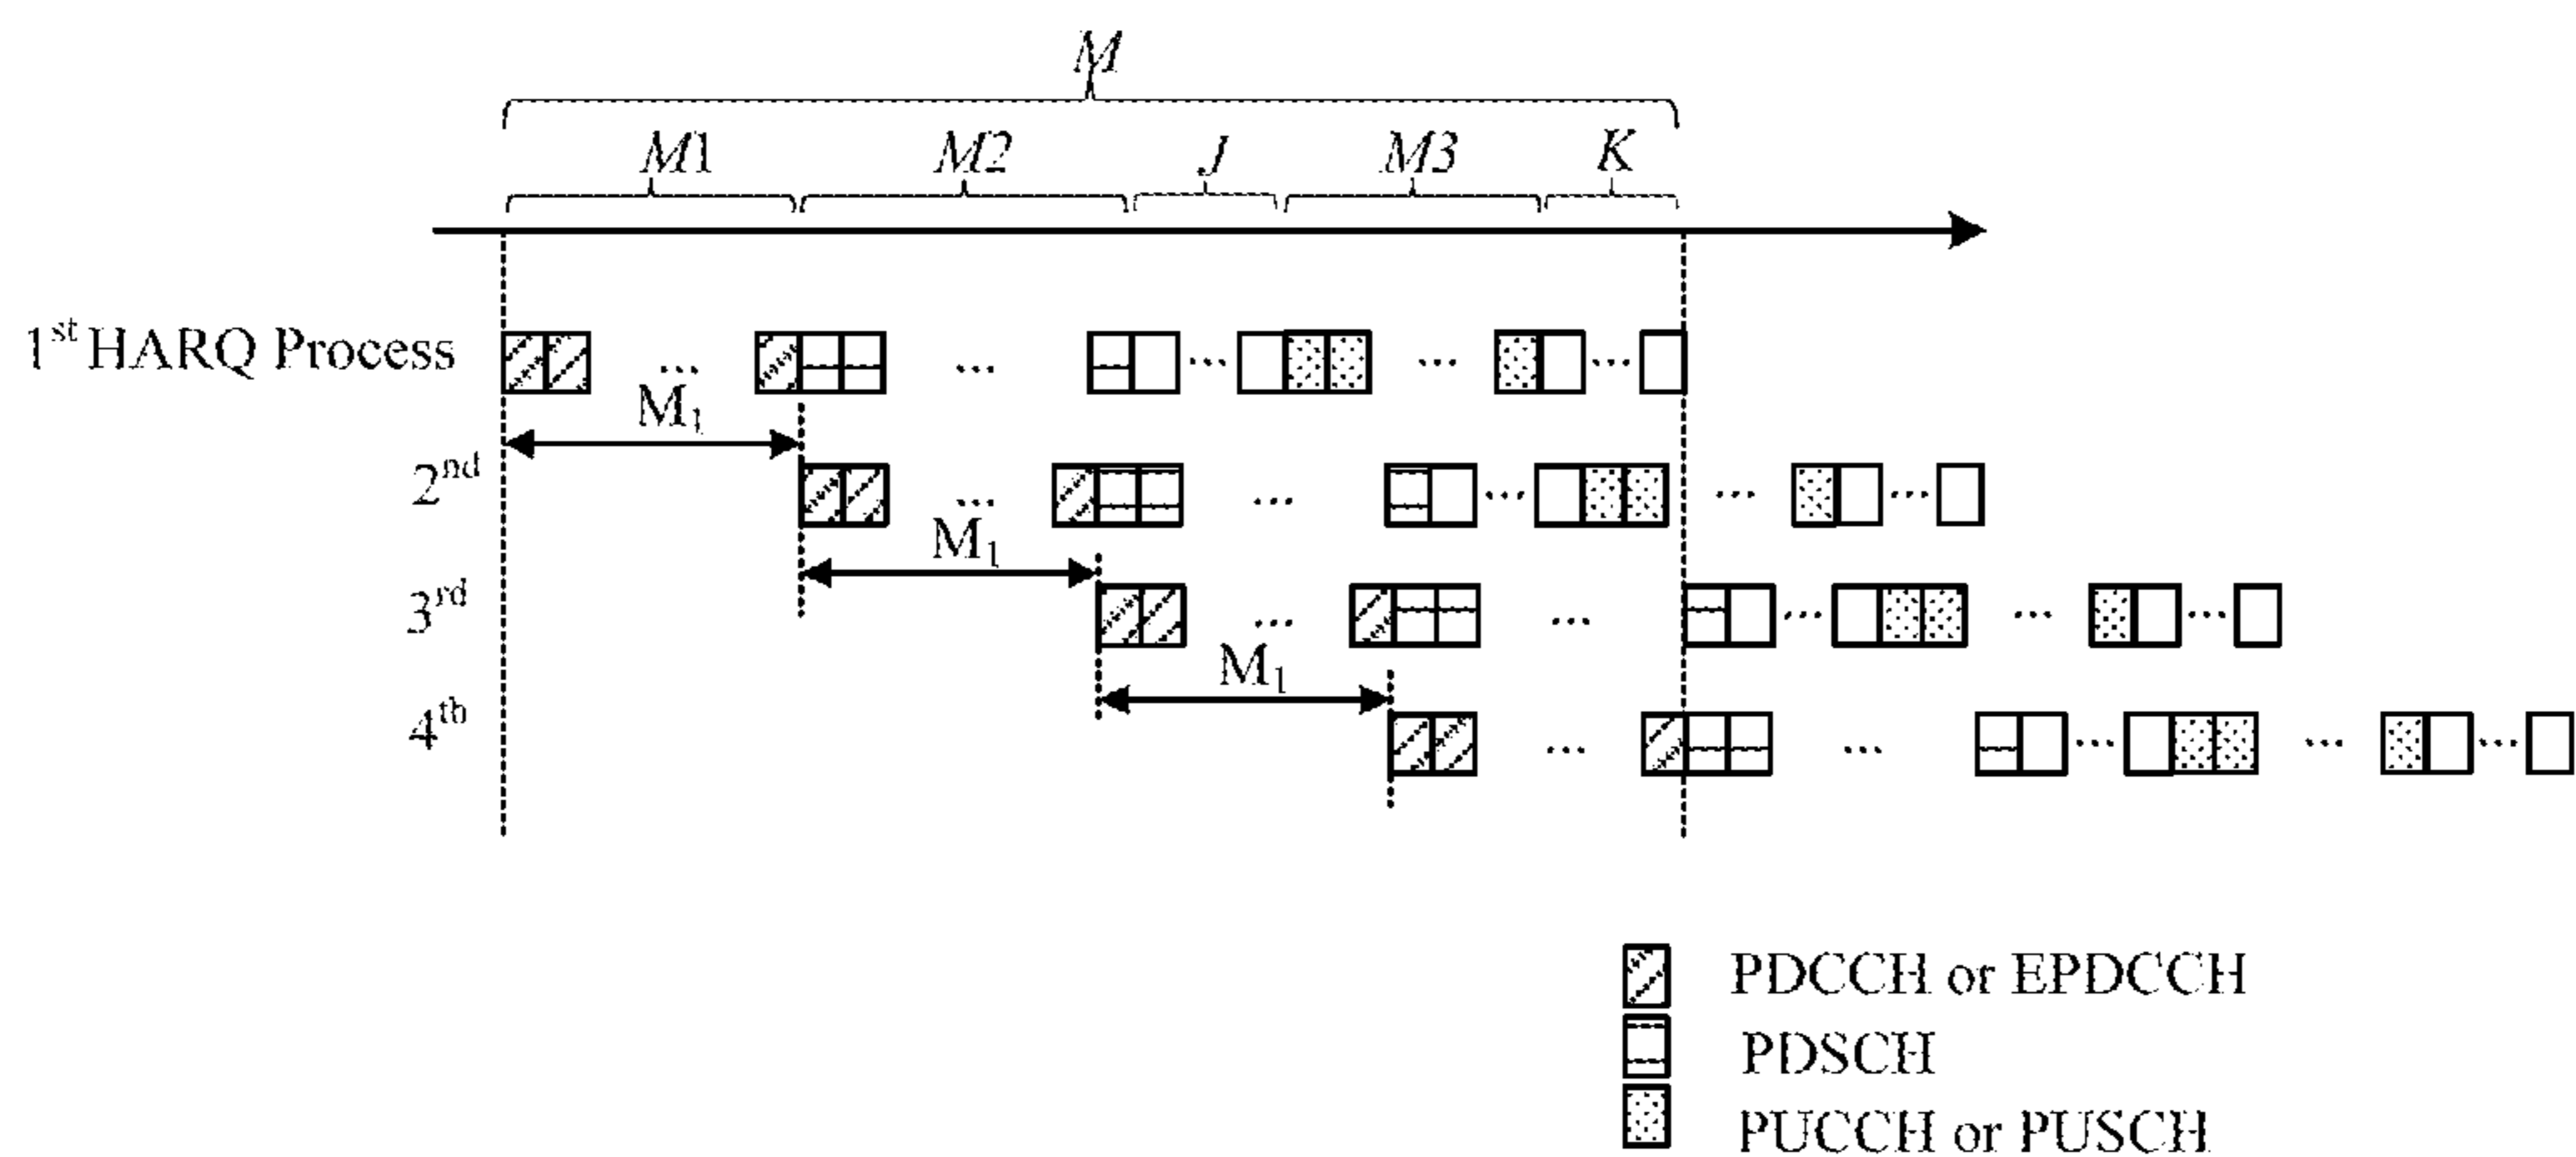 M
M1 M2 J M3 K
1st HARQ Process ... ... ... ... ...
M1
2nd ... ... ... ... ...
M1
3rd ... ... ... ... ...
M1
4th ... ... ... ... ...
PDCCH or EPDCCH
PDSCH
PUCCH or PUSCH